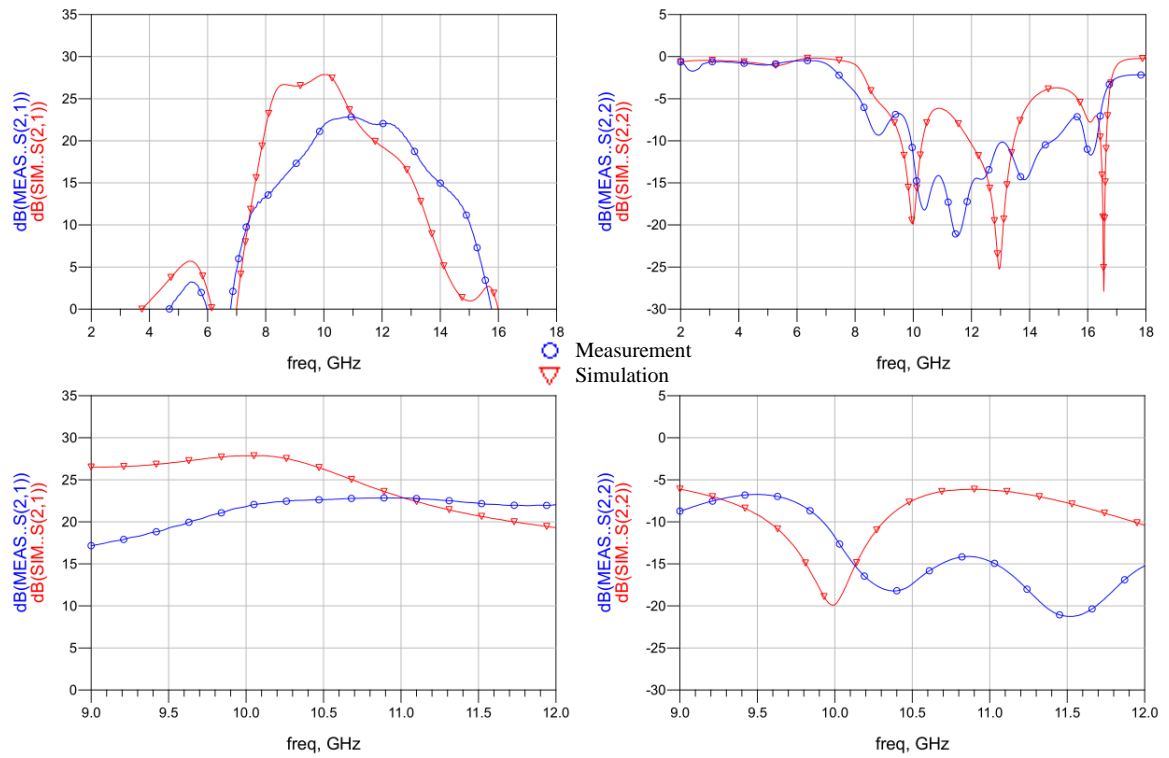 35
30
25
20
15
10
5
0
dB(MEAS..S(2,1))
dB(SIM..S(2,1))
2 4 6 8 10 12 14 16 18
freq, GHz
5
0
-5
-10
-15
-20
-25
-30
dB(MEAS..S(2,2))
dB(SIM..S(2,2))
2 4 6 8 10 12 14 16 18
freq, GHz
Measurement
Simulation
35
30
25
20
15
10
5
0
dB(MEAS..S(2,1))
dB(SIM..S(2,1))
9.0 9.5 10.0 10.5 11.0 11.5 12.0
freq, GHz
5
0
-5
-10
-15
-20
-25
-30
dB(MEAS..S(2,2))
dB(SIM..S(2,2))
9.0 9.5 10.0 10.5 11.0 11.5 12.0
freq, GHz